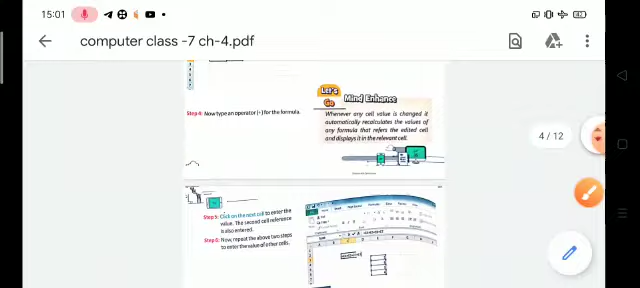 15:01
computer class -7 ch-4.pdf
Step 4: Now type an operator (+) for the formula.
Let's
Go
Mind Enhance
Whenever any cell value is changed it
automatically recalculates the values of
any formula that refers the edited cell
and displays it in the relevant cell.
4 / 12
Step 5: Click on the next cell to enter the
value. The second cell reference
is also entered.
Step 6: Now, repeat the above two steps
to enter the value of other cells.